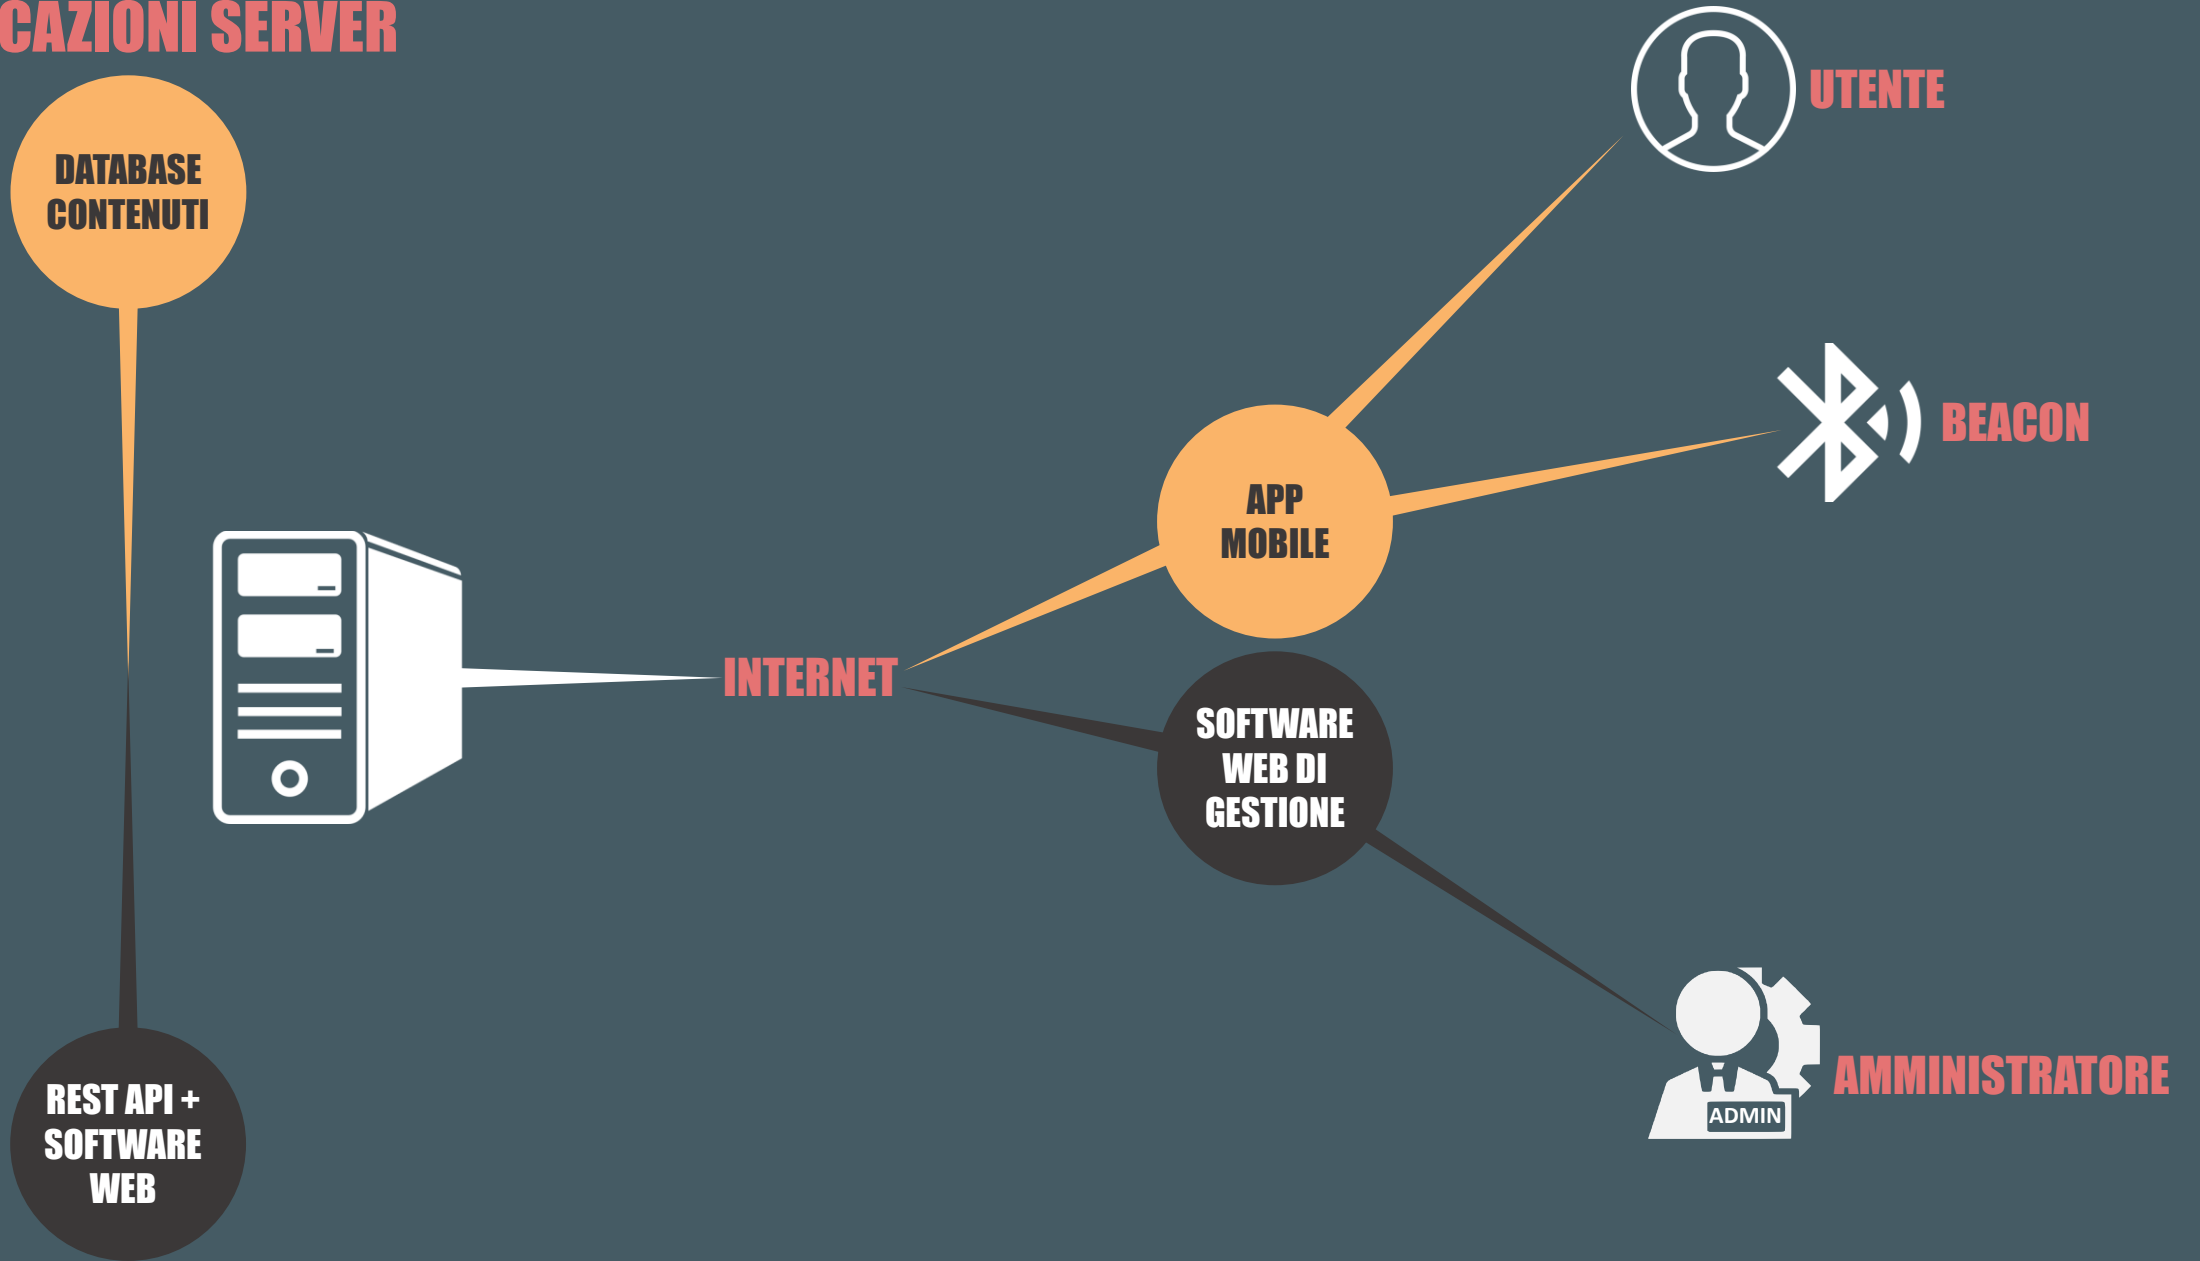 CAZIONI SERVER
DATABASE
CONTENUTI
REST API +
SOFTWARE
WEB
INTERNET
APP
MOBILE
SOFTWARE
WEB DI
GESTIONE
UTENTE
BEACON
ADMIN
AMMINISTRATORE